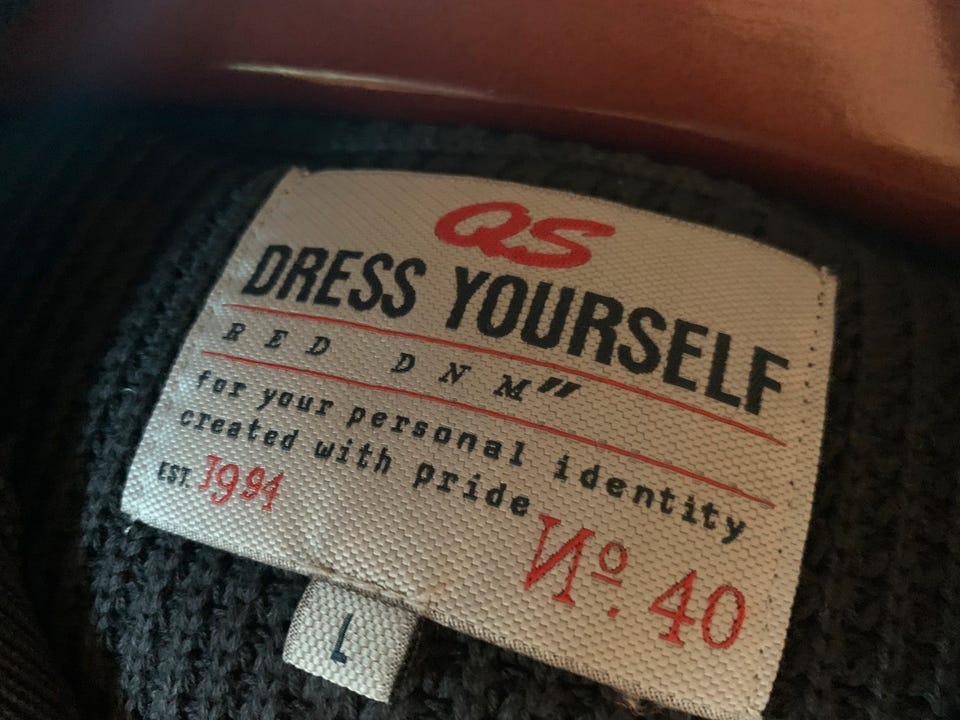 QS
DRESS YOURSELF
RED DNM"
for your personal identity
created with pride
EST. 1991
Nº. 40
L